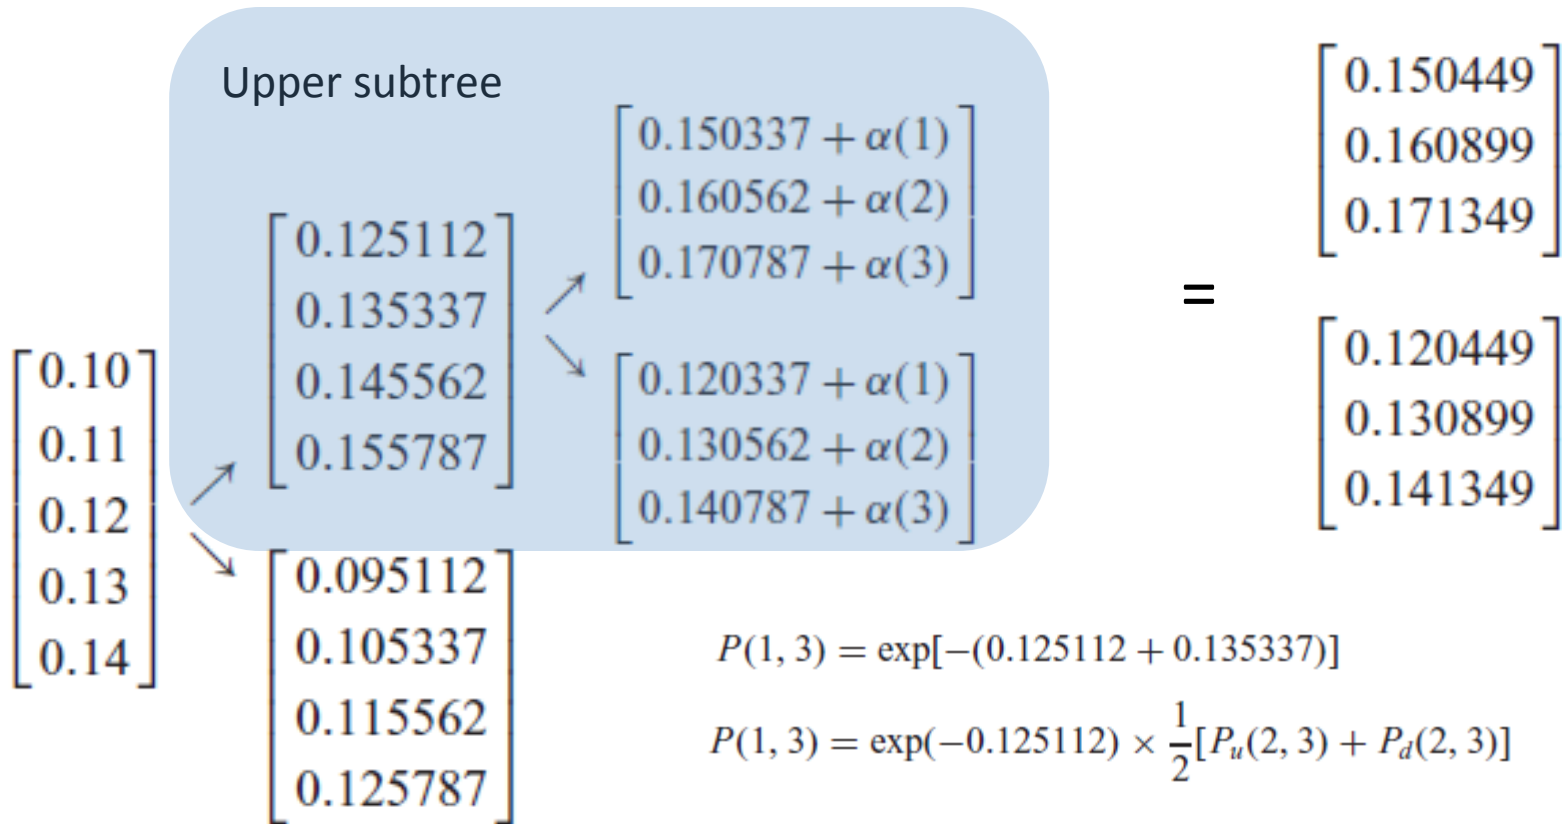 Upper subtree
0.10
0.11
0.12
0.13
0.14
0.125112
0.135337
0.145562
0.155787
0.095112
0.105337
0.115562
0.125787
0.150337 + α(1)
0.160562 + α(2)
0.170787 + α(3)
0.120337 + α(1)
0.130562 + α(2)
0.140787 + α(3)
=
0.150449
0.160899
0.171349
0.120449
0.130899
0.141349
P(1, 3) = exp[−(0.125112 + 0.135337)]
P(1, 3) = exp(−0.125112) × 1/2 [P_u(2, 3) + P_d(2, 3)]